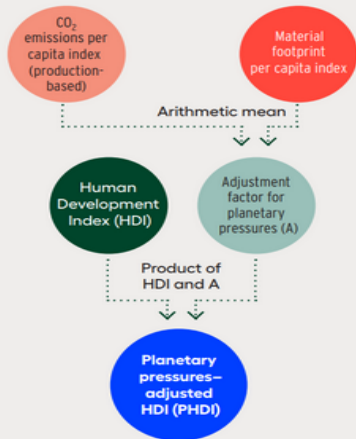 CO₂
emissions per
capita index
(production-
based)
Material
footprint
per capita index
Arithmetic mean
Human
Development
Index (HDI)
Adjustment
factor for
planetary
pressures (A)
Product of
HDI and A
Planetary
pressures–
adjusted
HDI (PHDI)